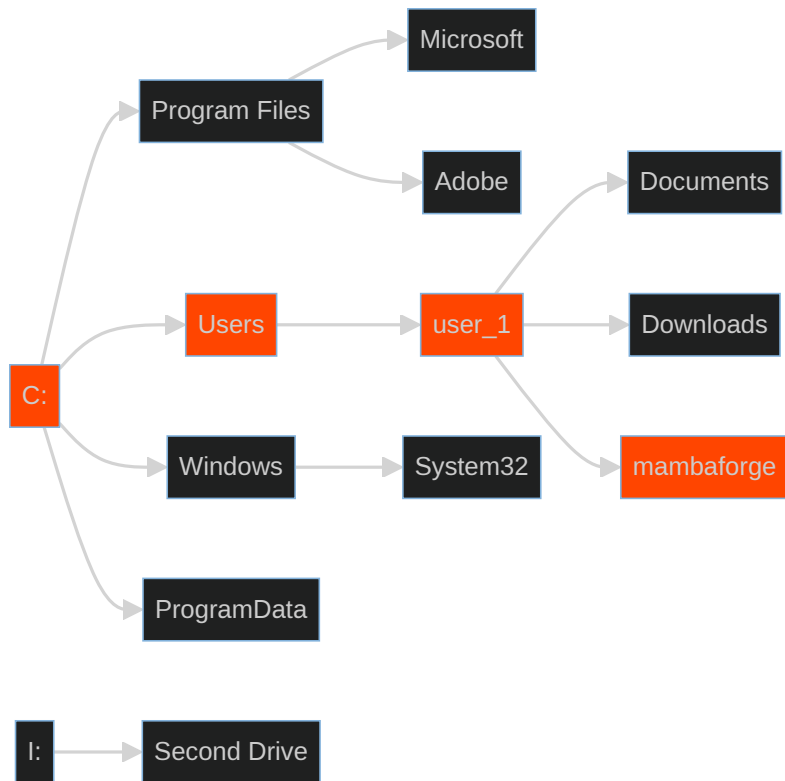 Microsoft
Program Files
Adobe
Documents
Users
user_1
Downloads
C:
Windows
System32
mambaforge
ProgramData
I:
Second Drive